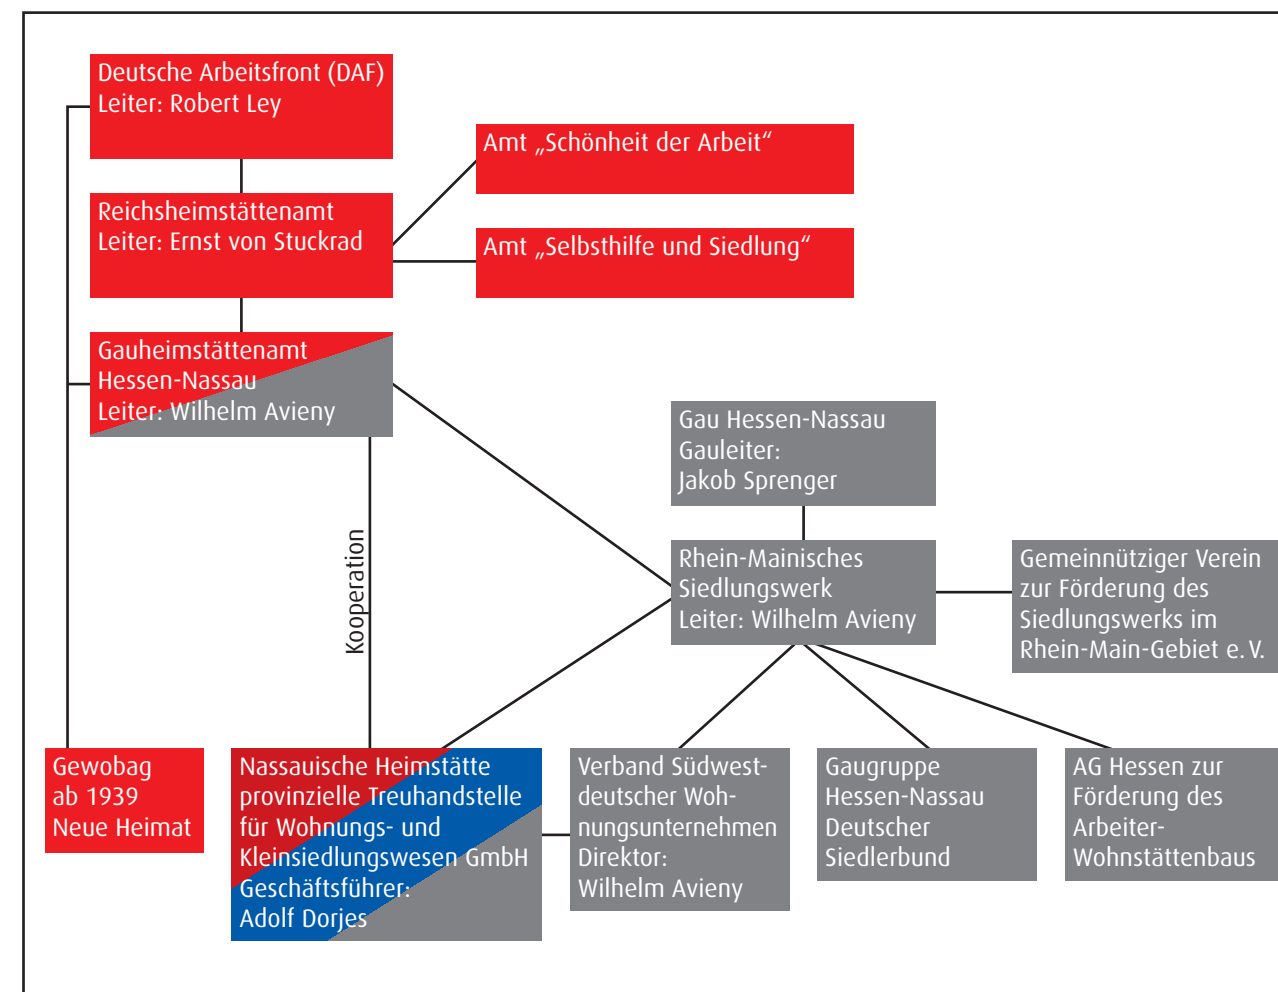 Deutsche Arbeitsfront (DAF)
Leiter: Robert Ley
Amt „Schönheit der Arbeit“
Reichsheimstättenamt
Leiter: Ernst von Stuckrad
Amt „Selbsthilfe und Siedlung“
Gauheimstättenamt
Hessen-Nassau
Leiter: Wilhelm Avieny
Gau Hessen-Nassau
Gauleiter:
Jakob Sprenger
Kooperation
Rhein-Mainisches
Siedlungswerk
Leiter: Wilhelm Avieny
Gemeinnütziger Verein
zur Förderung des
Siedlungswerks im
Rhein-Main-Gebiet e. V.
Gewobag
ab 1939
Neue Heimat
Nassauische Heimstätte
provinzielle Treuhandstelle
für Wohnungs- und
Kleinsiedlungswesen GmbH
Geschäftsführer:
Adolf Dorjes
Verband Südwest-
deutscher Woh-
nungsunternehmen
Direktor:
Wilhelm Avieny
Gaugruppe
Hessen-Nassau
Deutscher
Siedlerbund
AG Hessen zur
Förderung des
Arbeiter-
Wohnstättenbaus